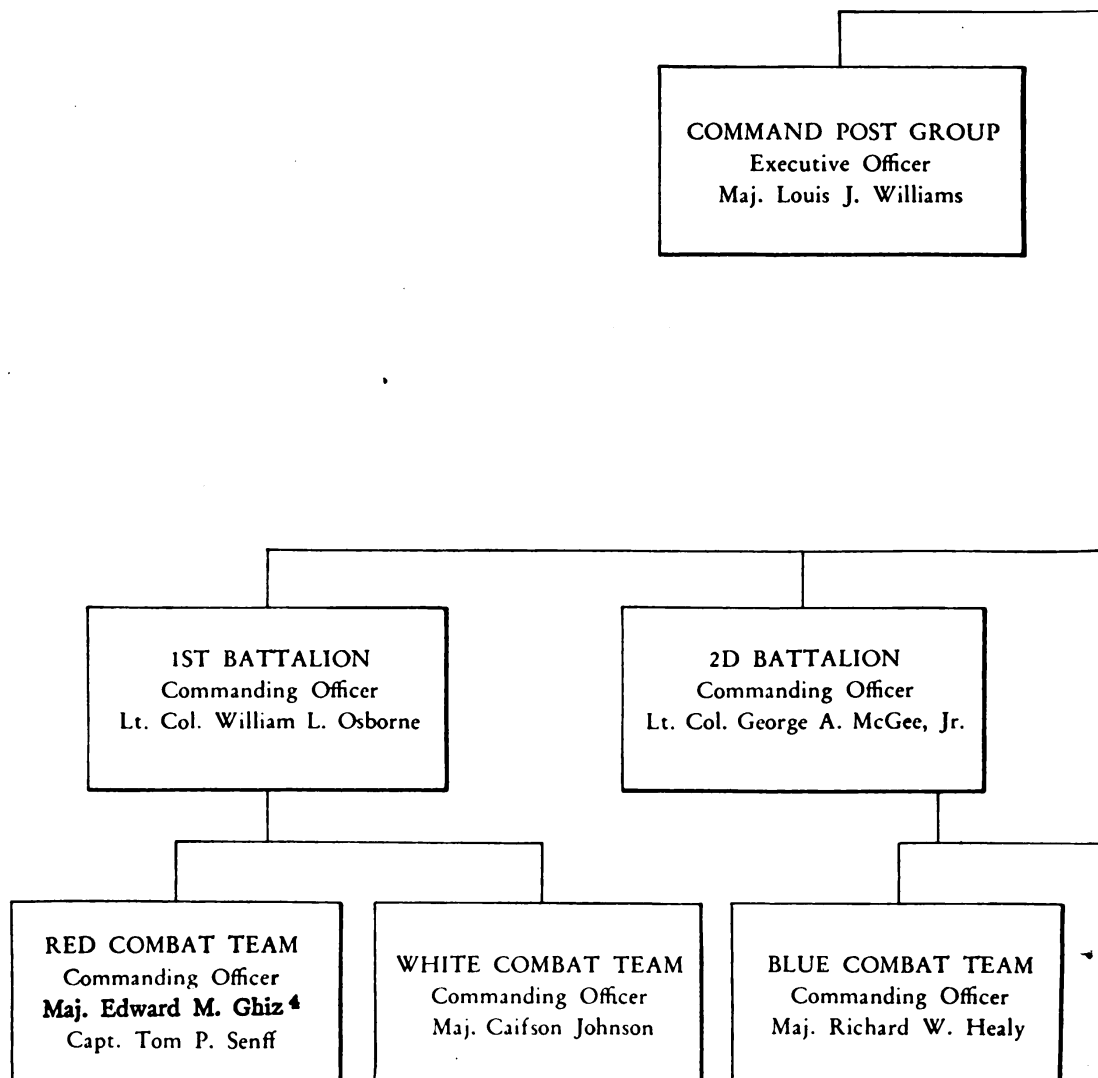 COMMAND POST GROUP
Executive Officer
Maj. Louis J. Williams
1ST BATTALION
Commanding Officer
Lt. Col. William L. Osborne
2D BATTALION
Commanding Officer
Lt. Col. George A. McGee, Jr.
RED COMBAT TEAM
Commanding Officer
Maj. Edward M. Ghiz 4
Capt. Tom P. Senff
WHITE COMBAT TEAM
Commanding Officer
Maj. Caifson Johnson
BLUE COMBAT TEAM
Commanding Officer
Maj. Richard W. Healy